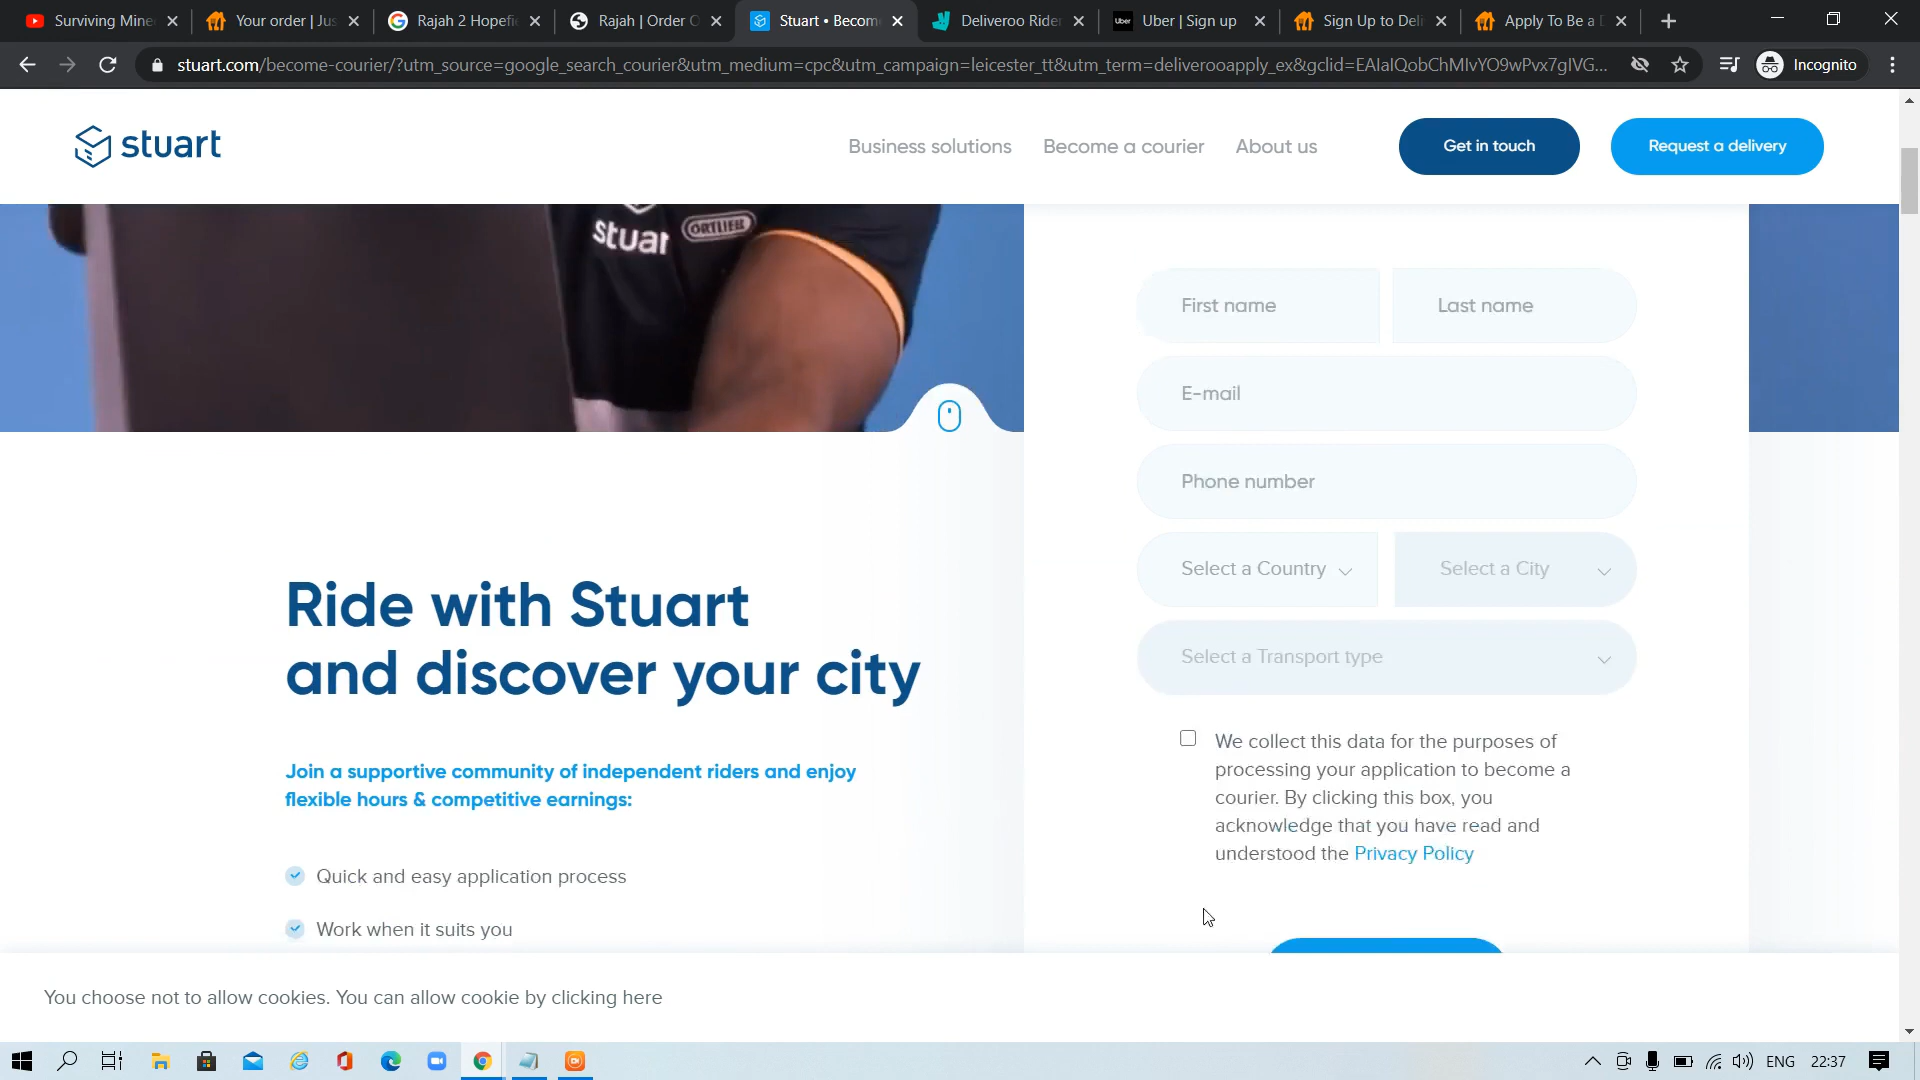 Surviving Mine
Your order | Jus
Rajah 2 Hopefie
Rajah | Order O
Stuart • Becom
Deliveroo Rider
Uber
Uber | Sign up
Sign Up to Deli
Apply To Be a D
stuart.com/become-courier/?utm_source=google_search_courier&utm_medium=cpc&utm_campaign=leicester_tt&utm_term=deliverooapply_ex&gclid=EAIaIQobChMIvYO9wPvx7gIVG...
Incognito
stuart
Business solutions
Become a courier
About us
Get in touch
Request a delivery
stuar
ORTLIEB
First name
Last name
E-mail
Phone number
Select a Country
Select a City
Select a Transport type
We collect this data for the purposes of
processing your application to become a
courier. By clicking this box, you
acknowledge that you have read and
understood the Privacy Policy
Ride with Stuart
and discover your city
Join a supportive community of independent riders and enjoy
flexible hours & competitive earnings:
Quick and easy application process
Work when it suits you
You choose not to allow cookies. You can allow cookie by clicking here
ENG
22:37